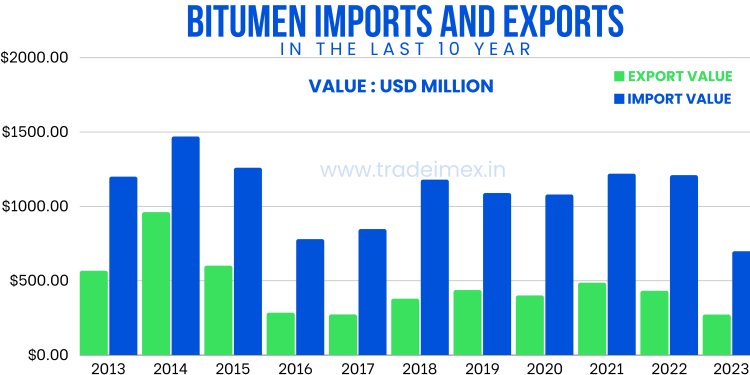 BITUMEN IMPORTS AND EXPORTS
IN THE LAST 10 YEAR
VALUE : USD MILLION
EXPORT VALUE
IMPORT VALUE
www.tradeimex.in
$2000.00
$1500.00
$1000.00
$500.00
$0.00
2013 2014 2015 2016 2017 2018 2019 2020 2021 2022 2023